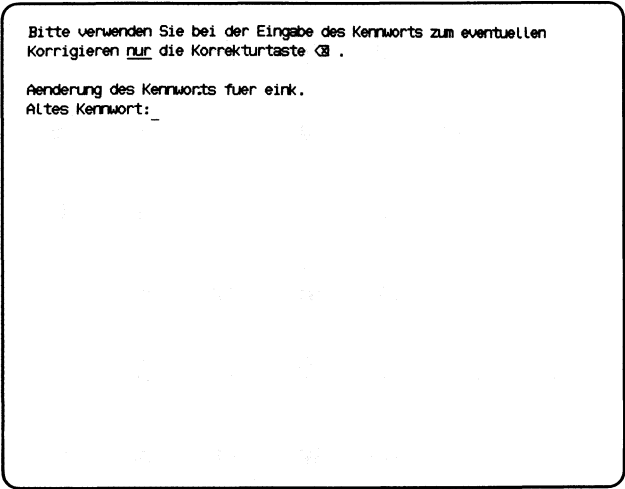 Bitte verwenden Sie bei der Eingabe des Kennworts zum eventuellen
Korrigieren nur die Korrekturtaste ⌫ .
Aenderung des Kennworts fuer eink.
Altes Kennwort:_